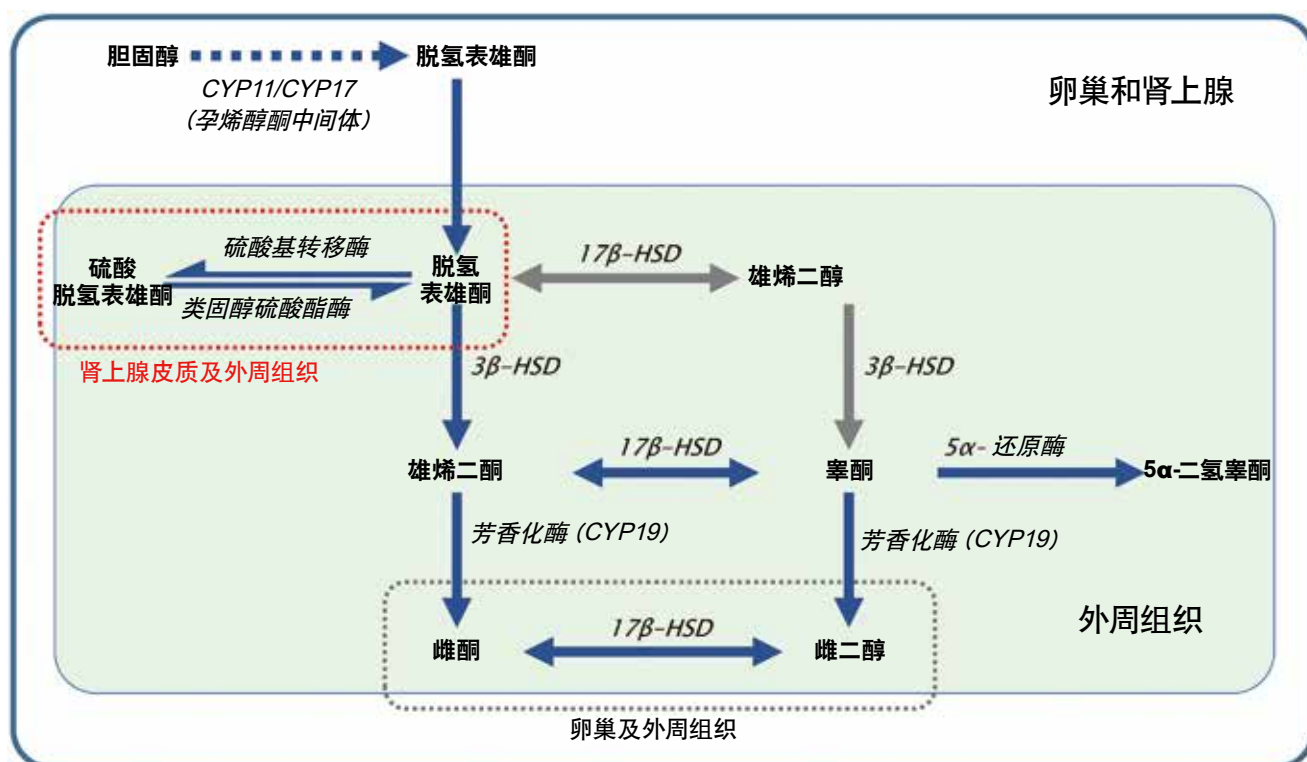 胆固醇
脱氢表雄酮
CYP11/CYP17
（孕烯醇酮中间体）
卵巢和肾上腺
硫酸
脱氢表雄酮
硫酸基转移酶
类固醇硫酸酯酶
脱氢
表雄酮
17β-HSD
雄烯二醇
肾上腺皮质及外周组织
3β-HSD
3β-HSD
雄烯二酮
17β-HSD
睾酮
5α- 还原酶
5α-二氢睾酮
芳香化酶 (CYP19)
芳香化酶 (CYP19)
外周组织
雌酮
17β-HSD
雌二醇
卵巢及外周组织